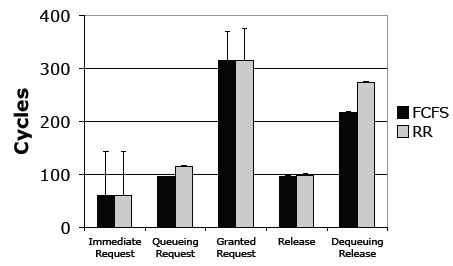 400
300
200
100
0
Cycles
FCFS
RR
Immediate Request
Queueing Request
Granted Request
Release
Dequeuing Release